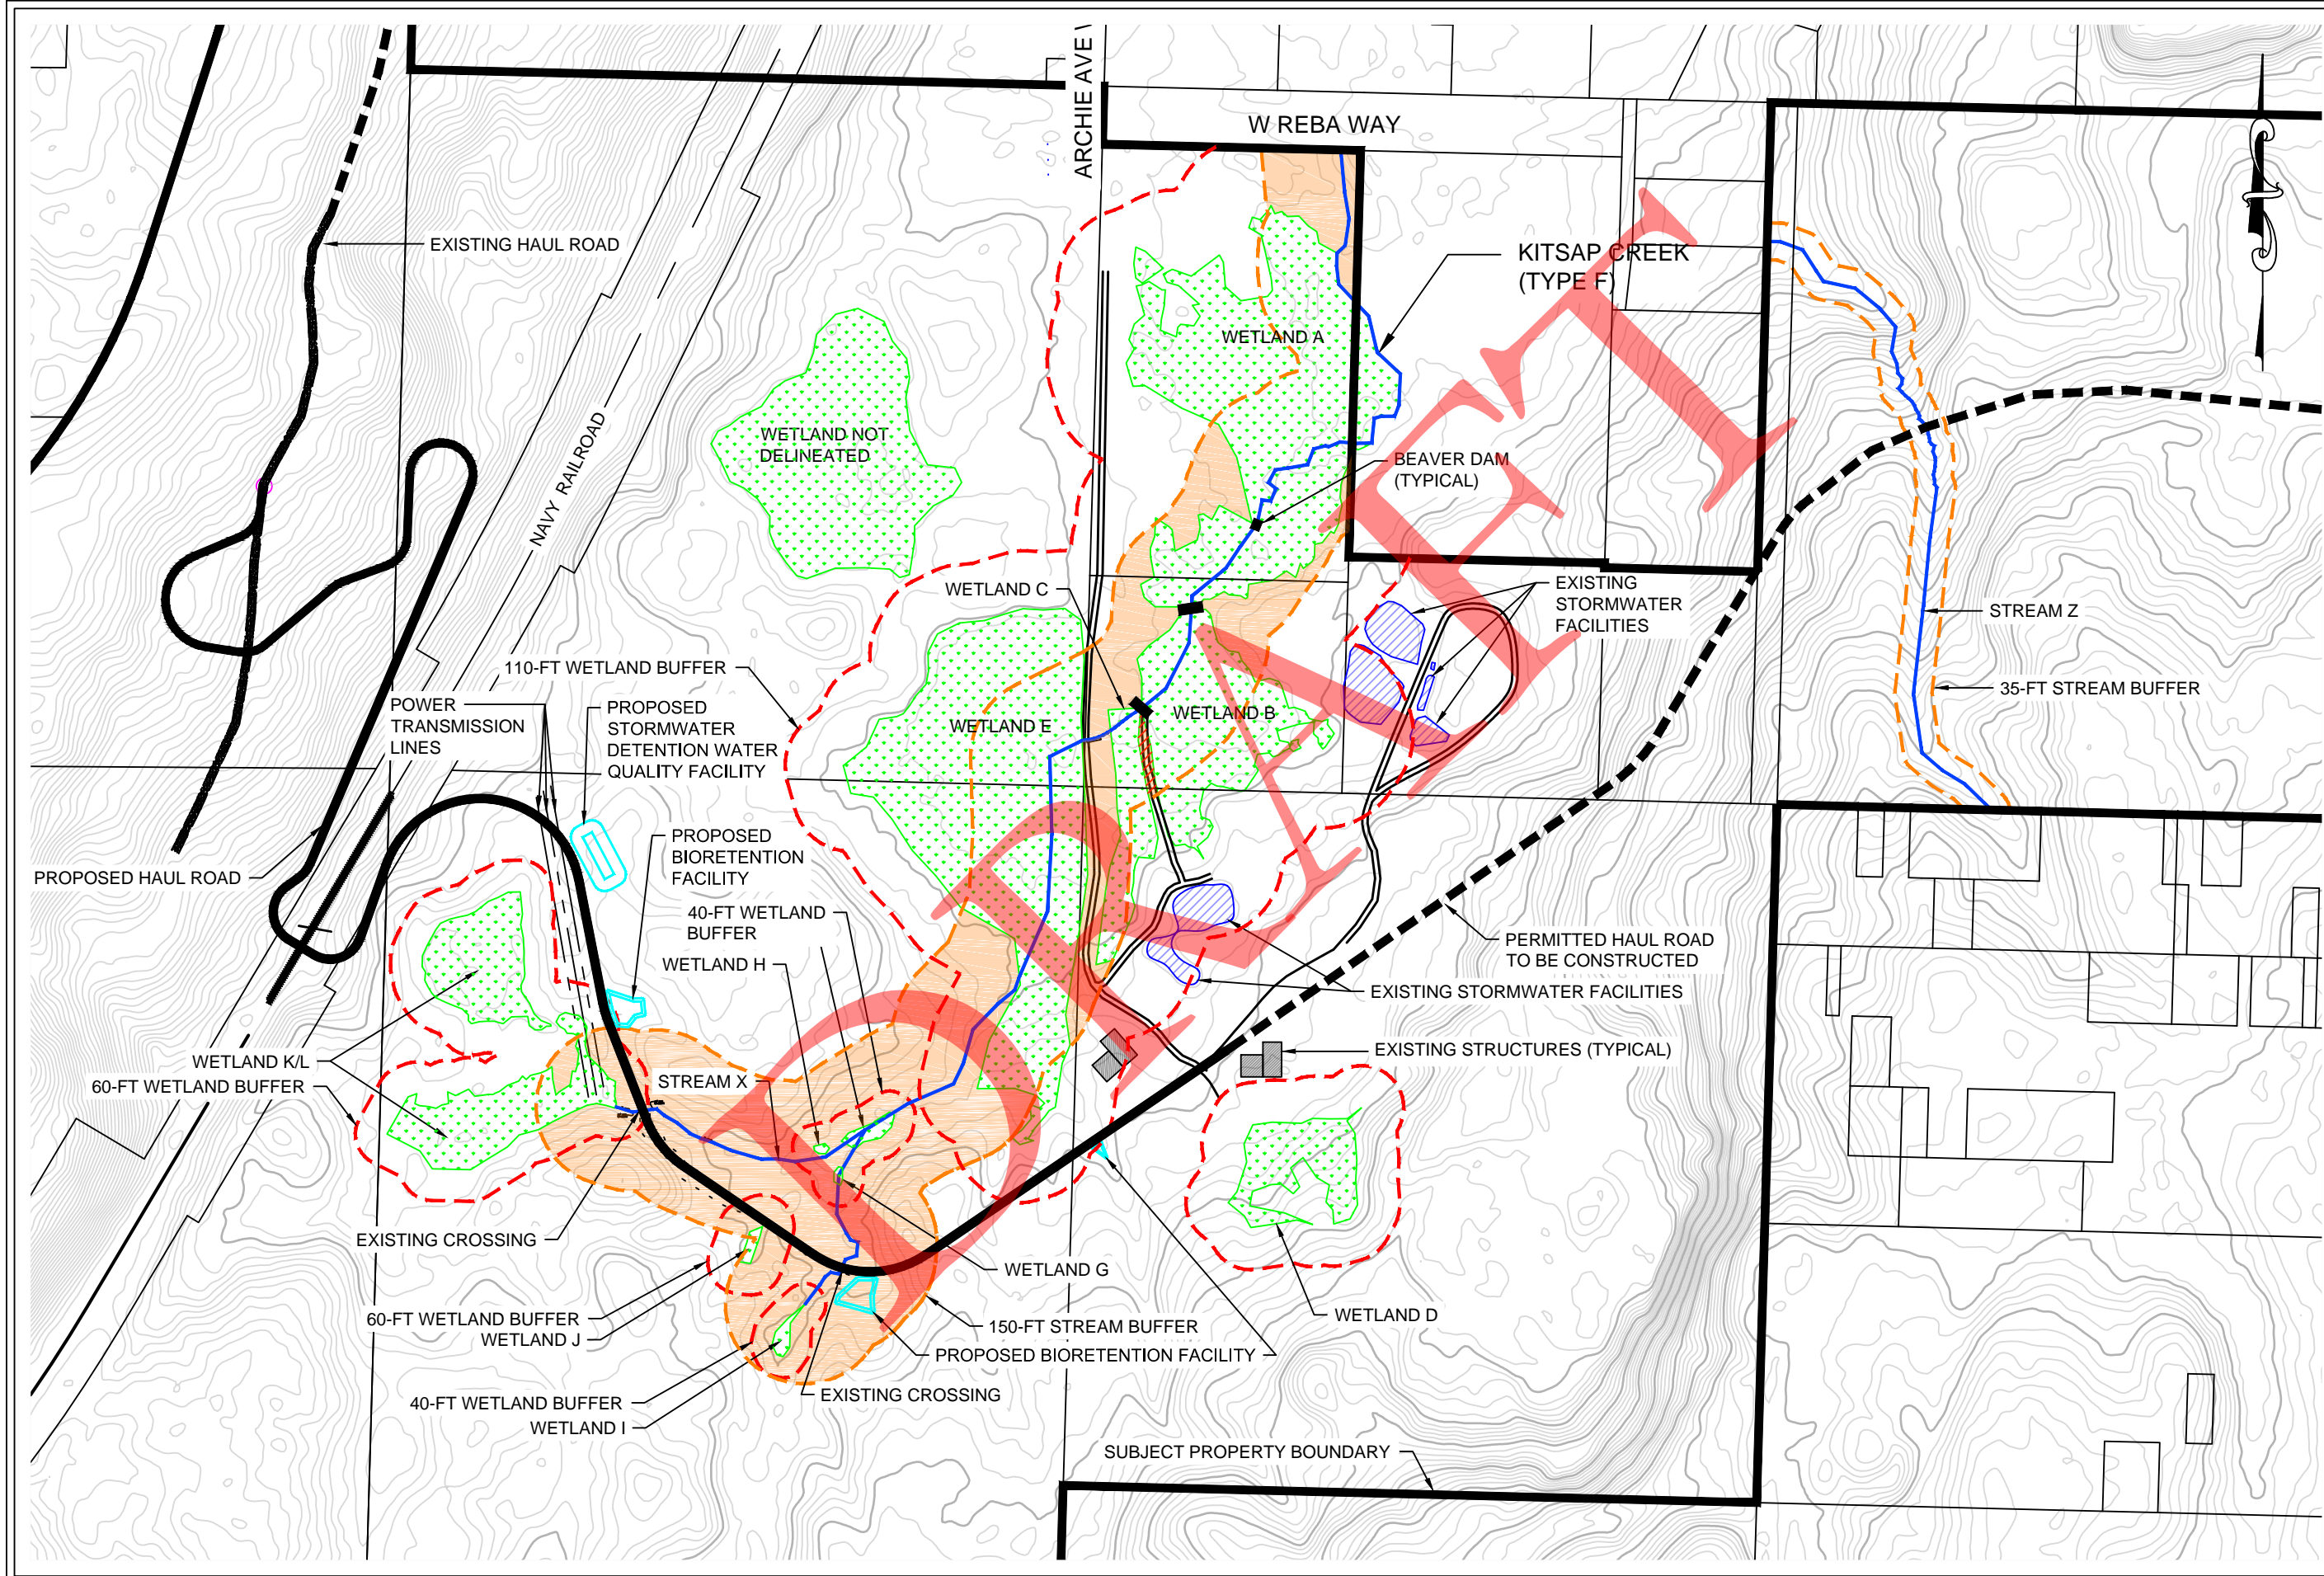 ARCHIE AVE
W REBA WAY
EXISTING HAUL ROAD
KITSAP CREEK
(TYPE F)
WETLAND A
NAVY RAILROAD
WETLAND NOT
DELINEATED
BEAVER DAM
(TYPICAL)
WETLAND C
EXISTING
STORMWATER
FACILITIES
STREAM Z
110-FT WETLAND BUFFER
35-FT STREAM BUFFER
POWER
TRANSMISSION
LINES
PROPOSED
STORMWATER
DETENTION WATER
QUALITY FACILITY
WETLAND E
WETLAND B
PROPOSED HAUL ROAD
PROPOSED
BIORETENTION
FACILITY
40-FT WETLAND
BUFFER
WETLAND H
PERMITTED HAUL ROAD
TO BE CONSTRUCTED
EXISTING STORMWATER FACILITIES
WETLAND K/L
60-FT WETLAND BUFFER
STREAM X
EXISTING STRUCTURES (TYPICAL)
EXISTING CROSSING
WETLAND G
60-FT WETLAND BUFFER
WETLAND J
150-FT STREAM BUFFER
WETLAND D
PROPOSED BIORETENTION FACILITY
40-FT WETLAND BUFFER
WETLAND I
EXISTING CROSSING
SUBJECT PROPERTY BOUNDARY
DRAFT